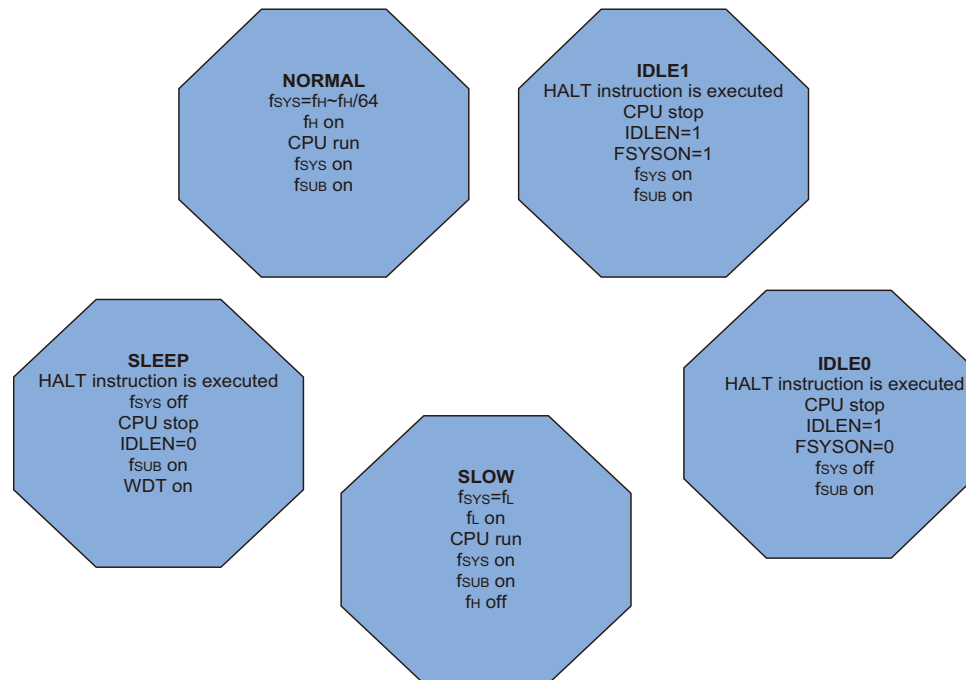 NORMAL
fSYS=fH~fH/64
fH on
CPU run
fSYS on
fSUB on
IDLE1
HALT instruction is executed
CPU stop
IDLEN=1
FSYSON=1
fSYS on
fSUB on
SLEEP
HALT instruction is executed
fSYS off
CPU stop
IDLEN=0
fSUB on
WDT on
IDLE0
HALT instruction is executed
CPU stop
IDLEN=1
FSYSON=0
fSYS off
fSUB on
SLOW
fSYS=fL
fL on
CPU run
fSYS on
fSUB on
fH off